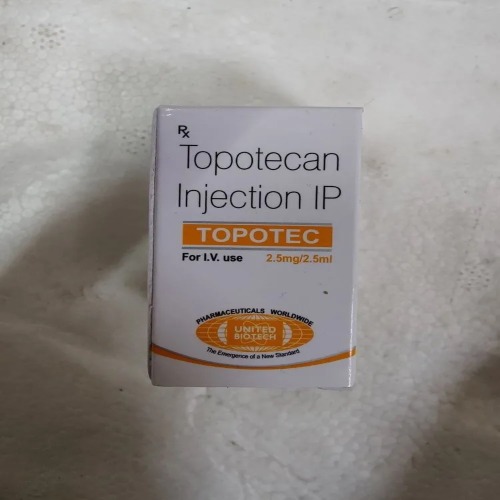 Rx
Topotecan
Injection IP
TOPOTEC
For I.V. use 2.5mg/2.5ml
PHARMACEUTICALS WORLDWIDE
UNITED
BIOTECH
The Emergence of a New Standard